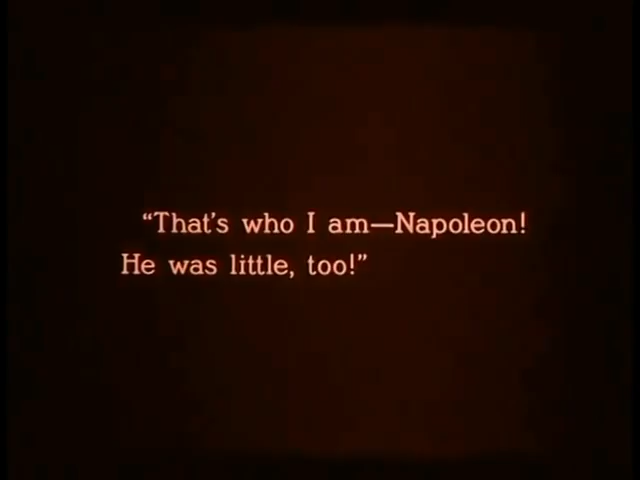 “That’s who I am—Napoleon!
He was little, too!”